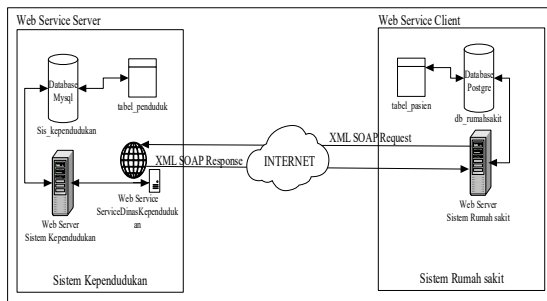 Web Service Server
Database
Mysql
Sis_kependudukan
tabel_penduduk
Web Server
Sistem Kependudukan
Web Service
ServiceDinasKependuduk
an
Sistem Kependudukan
XML SOAP Request
XML SOAP Response
INTERNET
Web Service Client
tabel_pasien
Database
Postgre
db_rumahsakit
Web Server
Sistem Rumah sakit
Sistem Rumah sakit